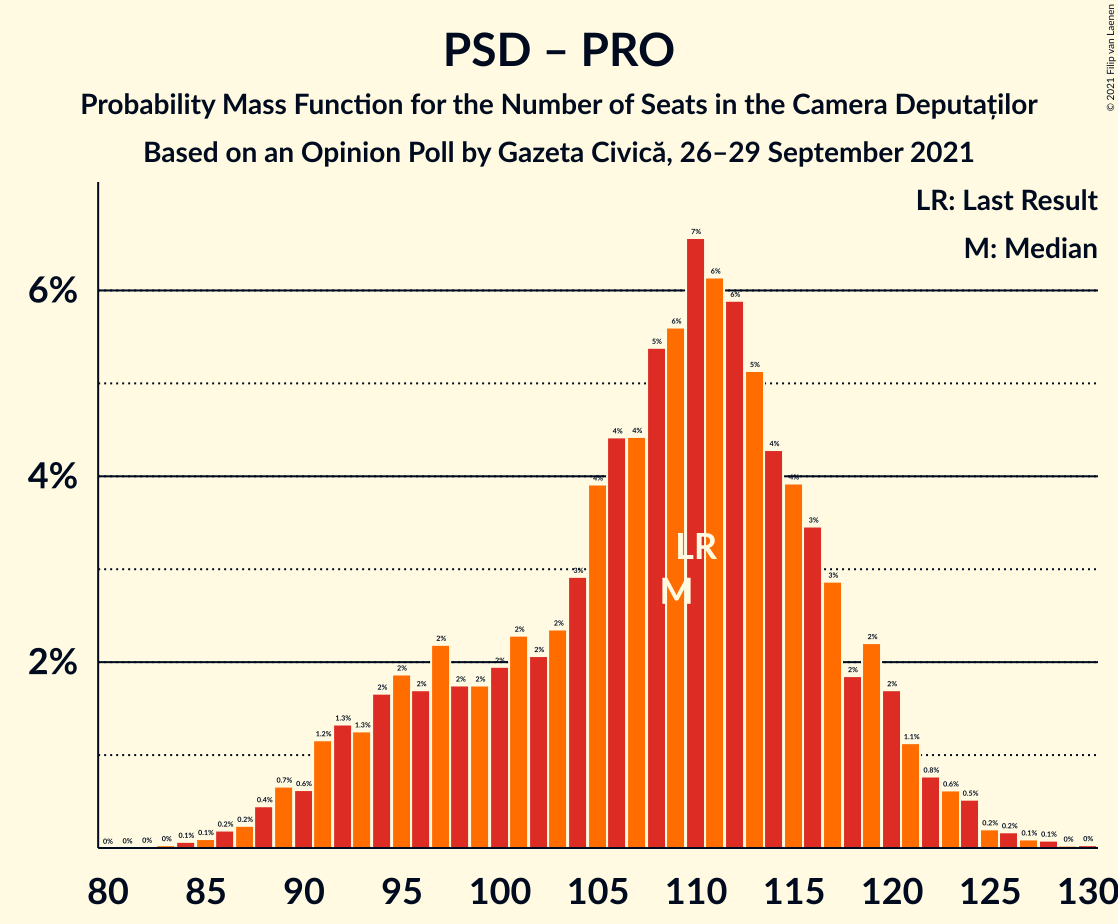 PSD – PRO
Probability Mass Function for the Number of Seats in the Camera Deputaților
Based on an Opinion Poll by Gazeta Civică, 26–29 September 2021
© 2021 Filip van Laenen
LR: Last Result
M: Median
6%
4%
2%
0% 0% 0% 0% 0.1% 0.1% 0.2% 0.2% 0.4% 0.7% 0.6% 1.2% 1.3% 1.3% 2% 2% 2% 2% 2% 2% 2% 2% 2% 2% 3% 4% 4% 4% 5% 6% 7% 6% 6% 5% 4% 4% 3% 3% 2% 2% 2% 1.1% 0.8% 0.6% 0.5% 0.2% 0.2% 0.1% 0.1% 0% 0%
LR
M
80 85 90 95 100 105 110 115 120 125 130